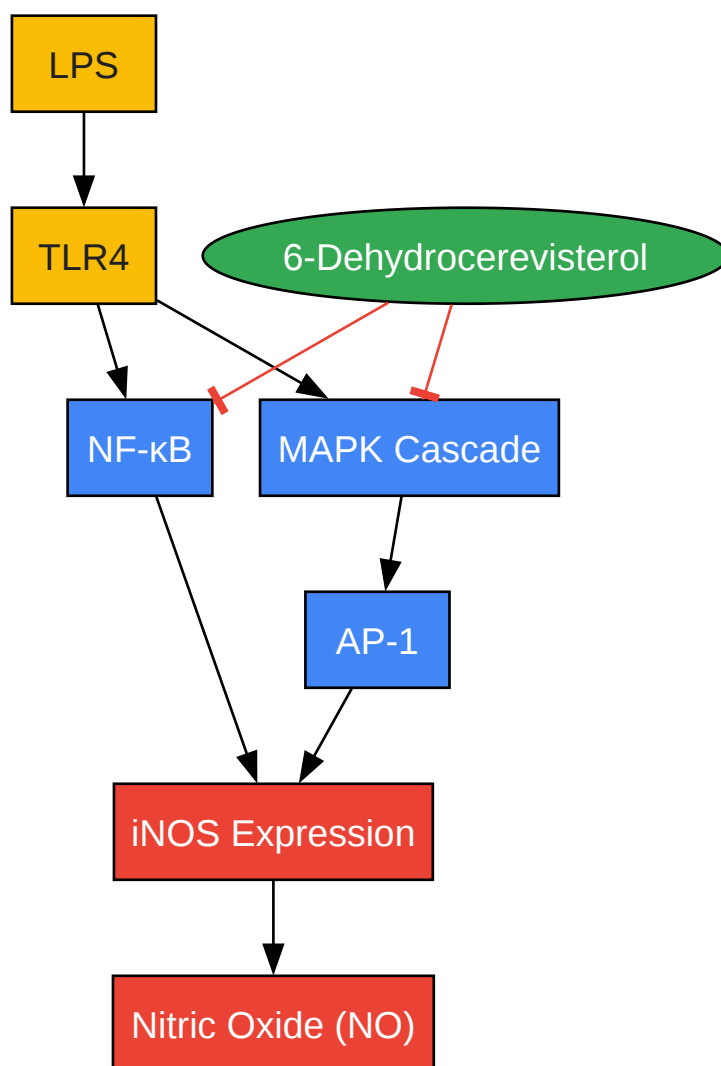 LPS
TLR4
6-Dehydrocerevisterol
NF-κB
MAPK Cascade
AP-1
iNOS Expression
Nitric Oxide (NO)